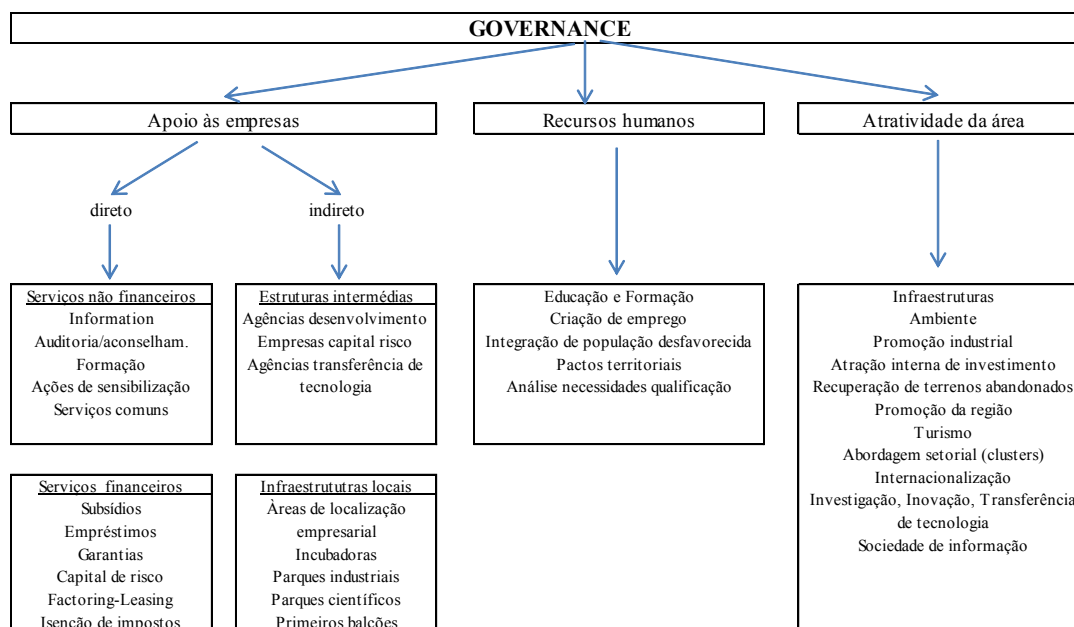 GOVERNANCE
Apoio às empresas
Recursos humanos
Atratividade da área
direto
indireto
Serviços não financeiros
Information
Auditoria/aconselham.
Formação
Ações de sensibilização
Serviços comuns
Estruturas intermédias
Agências desenvolvimento
Empresas capital risco
Agências transferência de
tecnologia
Educação e Formação
Criação de emprego
Integração de população desfavorecida
Pactos territoriais
Análise necessidades qualificação
Infraestruturas
Ambiente
Promoção industrial
Atração interna de investimento
Recuperação de terrenos abandonados
Promoção da região
Turismo
Abordagem setorial (clusters)
Internacionalização
Investigação, Inovação, Transferência
de tecnologia
Sociedade de informação
Serviços financeiros
Subsídios
Empréstimos
Garantias
Capital de risco
Factoring-Leasing
Isenção de impostos
Infraestrututras locais
Àreas de localização
empresarial
Incubadoras
Parques industriais
Parques científicos
Primeiros balcões